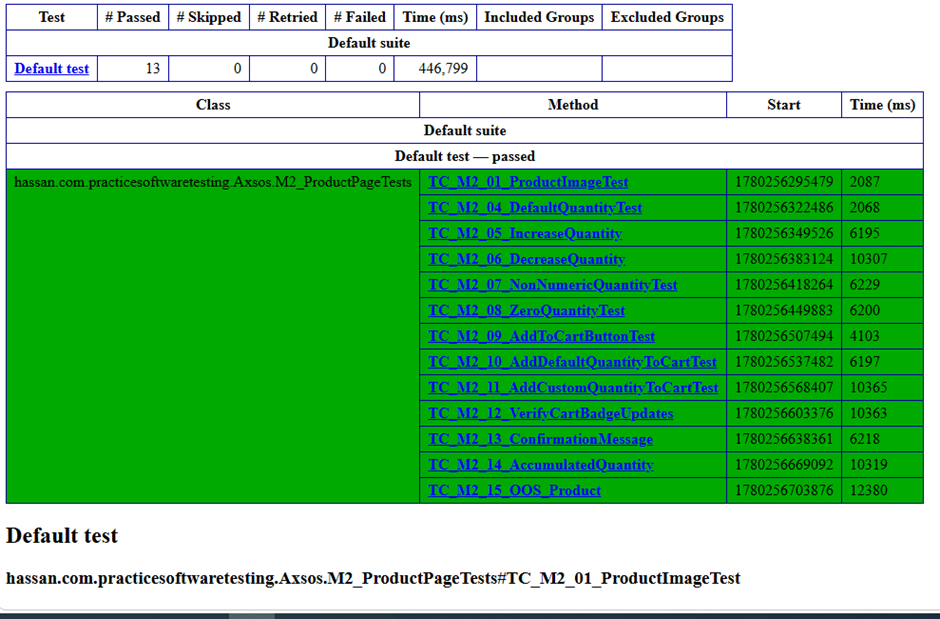 Test # Passed # Skipped # Retried # Failed Time (ms) Included Groups Excluded Groups
Default suite
Default test 13 0 0 0 446,799
Class Method Start Time (ms)
Default suite
Default test — passed
hassan.com.practicesoftwaretesting.Axsos.M2_ProductPageTests TC_M2_01_ProductImageTest 1780256295479 2087
TC_M2_04_DefaultQuantityTest 1780256322486 2068
TC_M2_05_IncreaseQuantity 1780256349526 6195
TC_M2_06_DecreaseQuantity 1780256383124 10307
TC_M2_07_NonNumericQuantityTest 1780256418264 6229
TC_M2_08_ZeroQuantityTest 1780256449883 6200
TC_M2_09_AddToCartButtonTest 1780256507494 4103
TC_M2_10_AddDefaultQuantityToCartTest 1780256537482 6197
TC_M2_11_AddCustomQuantityToCartTest 1780256568407 10365
TC_M2_12_VerifyCartBadgeUpdates 1780256603376 10363
TC_M2_13_ConfirmationMessage 1780256638361 6218
TC_M2_14_AccumulatedQuantity 1780256669092 10319
TC_M2_15_OOS_Product 1780256703876 12380
Default test
hassan.com.practicesoftwaretesting.Axsos.M2_ProductPageTests#TC_M2_01_ProductImageTest